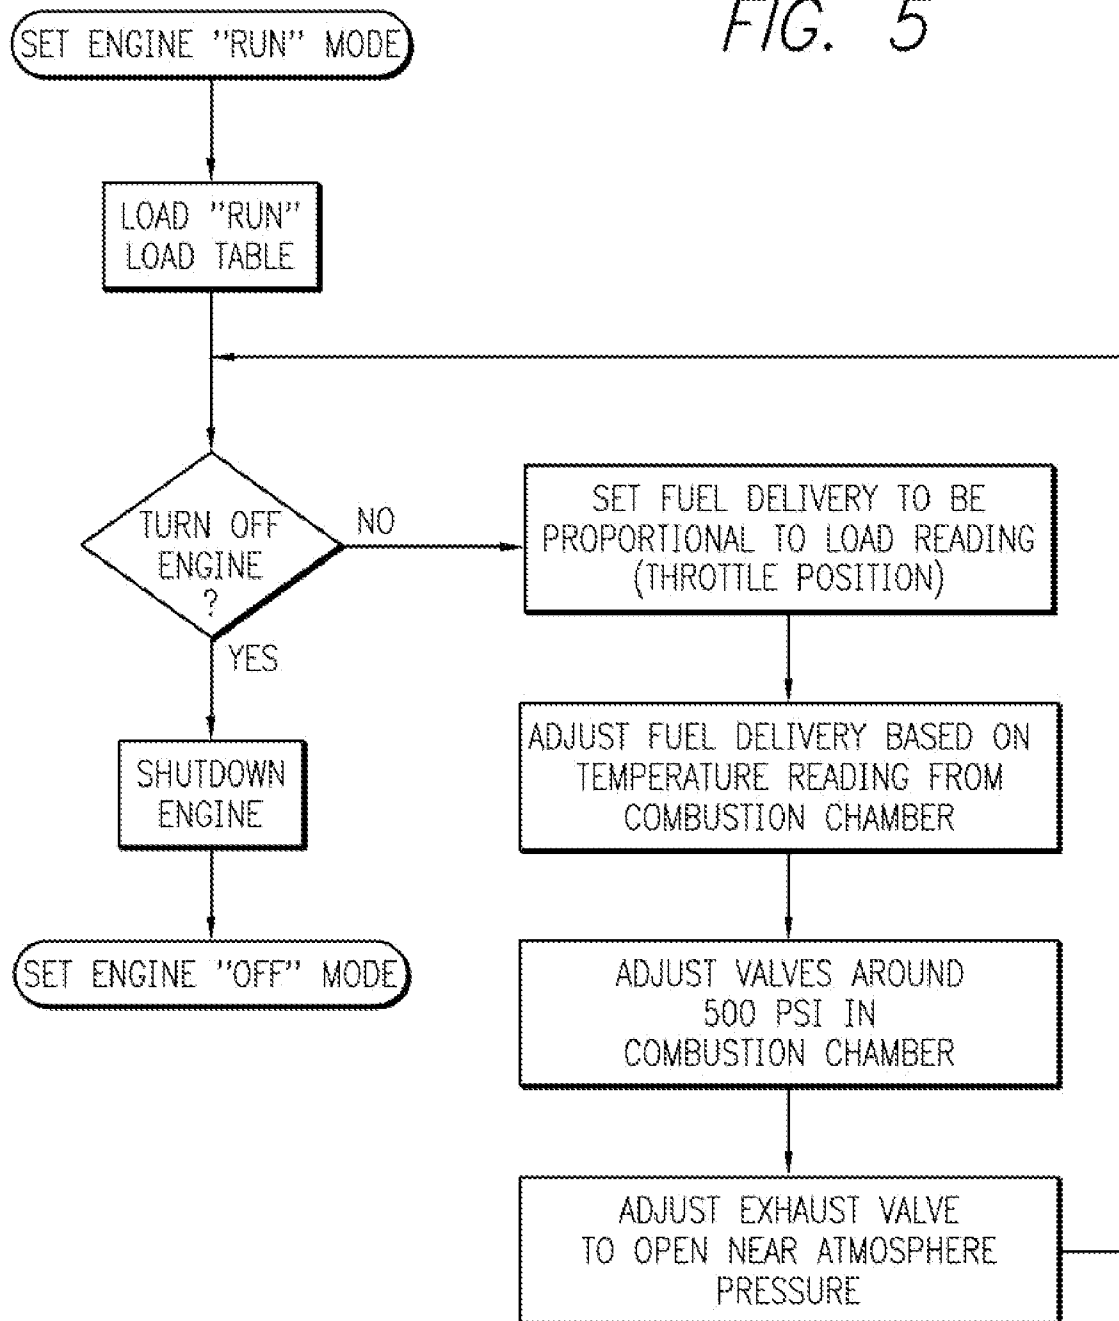 FIG. 5
SET ENGINE "RUN" MODE
LOAD "RUN"
LOAD TABLE
TURN OFF
ENGINE
?
NO
YES
SHUTDOWN
ENGINE
SET ENGINE "OFF" MODE
SET FUEL DELIVERY TO BE
PROPORTIONAL TO LOAD READING
(THROTTLE POSITION)
ADJUST FUEL DELIVERY BASED ON
TEMPERATURE READING FROM
COMBUSTION CHAMBER
ADJUST VALVES AROUND
500 PSI IN
COMBUSTION CHAMBER
ADJUST EXHAUST VALVE
TO OPEN NEAR ATMOSPHERE
PRESSURE